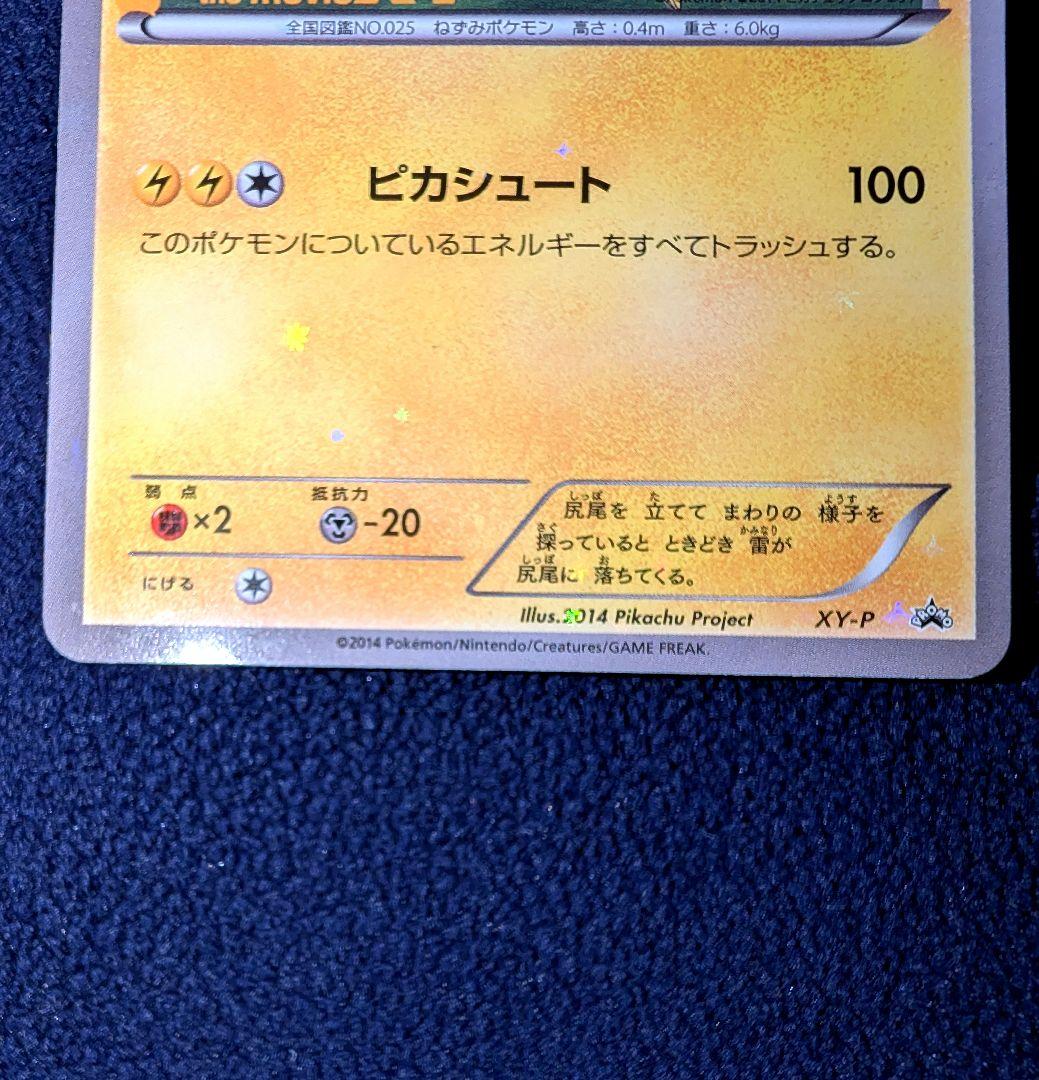 全国図鑑NO.025 ねずみポケモン 高さ:0.4m 重さ:6.0kg
ピカシュート 100
このポケモンについているエネルギーをすべてトラッシュする。
弱点 抵抗力
×2 -20
にげる
尻尾を 立てて まわりの 様子を
探っていると ときどき 雷が
尻尾に 落ちてくる。
Illus.2014 Pikachu Project XY-P
©2014 Pokémon/Nintendo/Creatures/GAME FREAK.